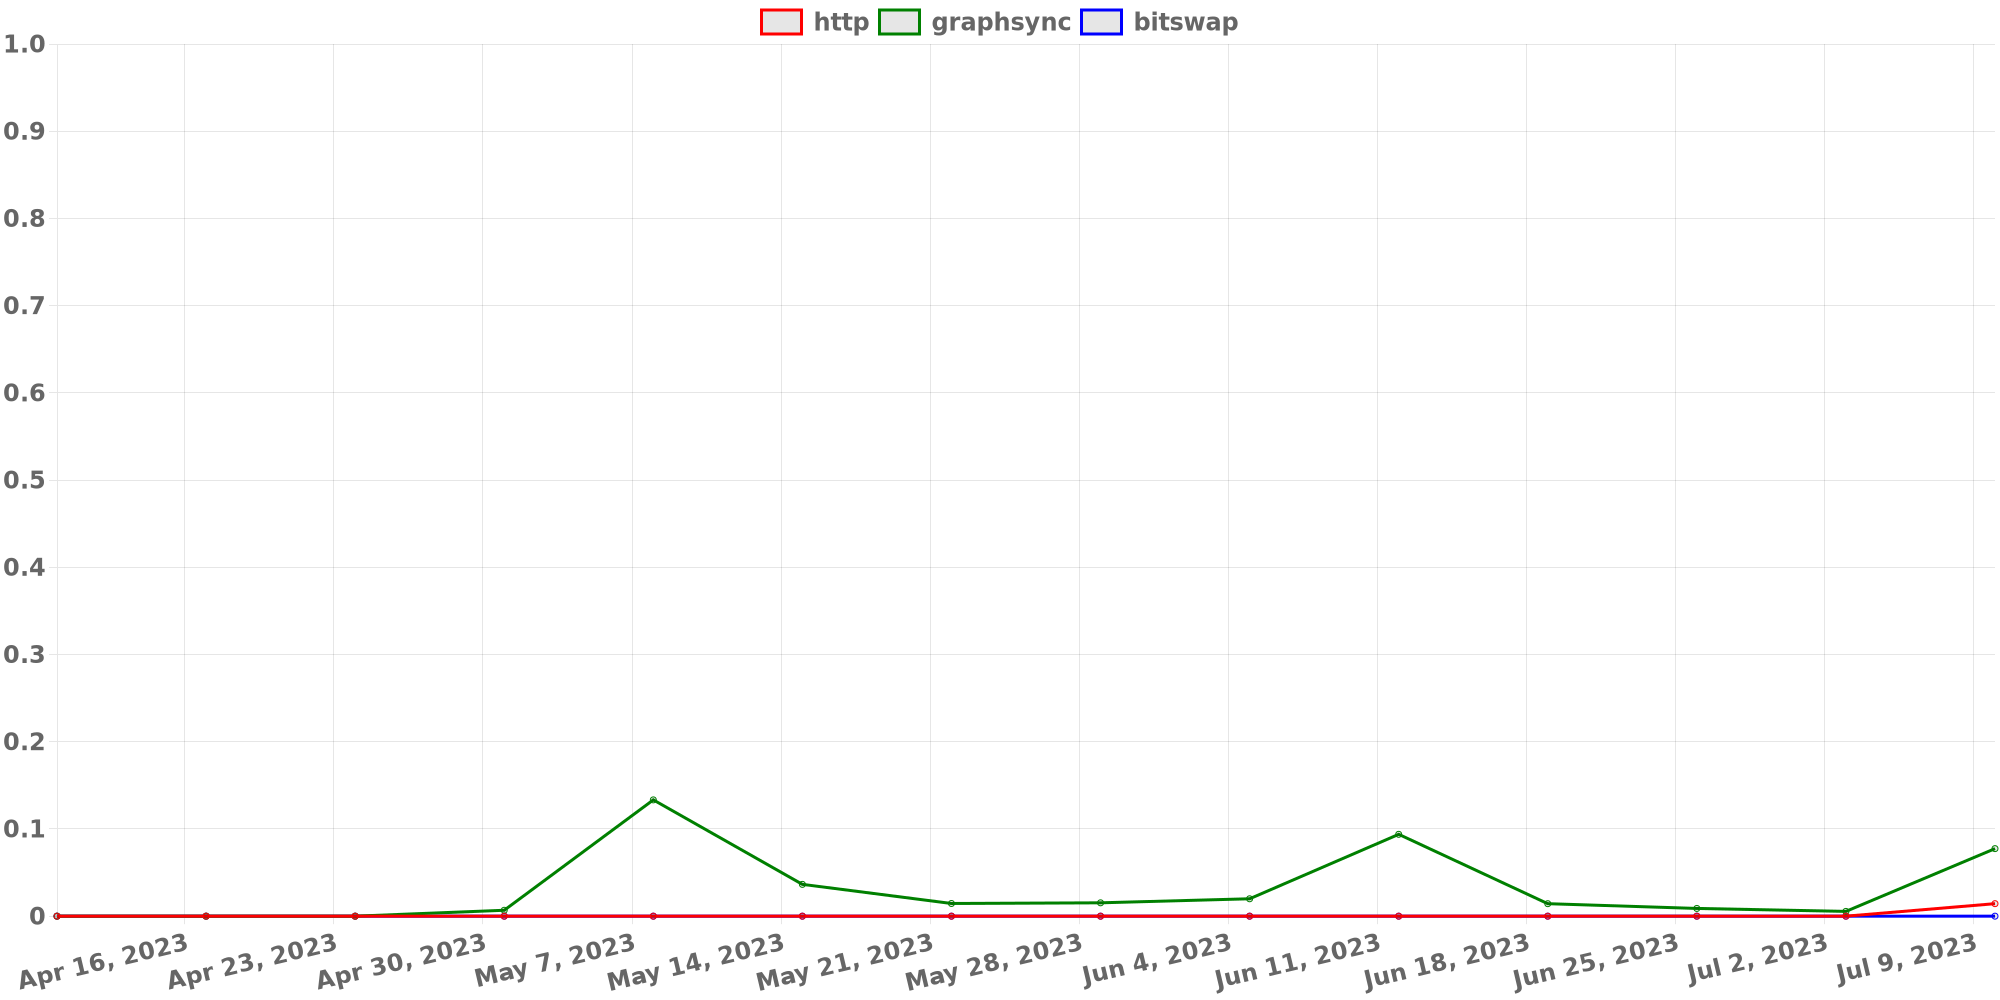 http graphsync bitswap
1.0
0.9
0.8
0.7
0.6
0.5
0.4
0.3
0.2
0.1
0
Apr 16, 2023
Apr 23, 2023
Apr 30, 2023
May 7, 2023
May 14, 2023
May 21, 2023
May 28, 2023
Jun 4, 2023
Jun 11, 2023
Jun 18, 2023
Jun 25, 2023
Jul 2, 2023
Jul 9, 2023